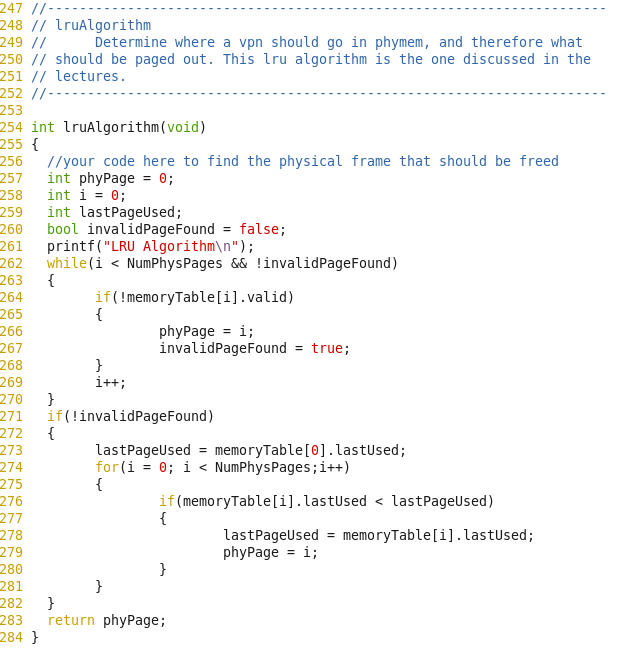 247 //----------------------------------------------------------------------
248 // lruAlgorithm
249 //      Determine where a vpn should go in phymem, and therefore what
250 // should be paged out. This lru algorithm is the one discussed in the
251 // lectures.
252 //----------------------------------------------------------------------
253
254 int lruAlgorithm(void)
255 {
256   //your code here to find the physical frame that should be freed
257   int phyPage = 0;
258   int i = 0;
259   int lastPageUsed;
260   bool invalidPageFound = false;
261   printf("LRU Algorithm\n");
262   while(i < NumPhysPages && !invalidPageFound)
263   {
264         if(!memoryTable[i].valid)
265         {
266                 phyPage = i;
267                 invalidPageFound = true;
268         }
269         i++;
270   }
271   if(!invalidPageFound)
272   {
273         lastPageUsed = memoryTable[0].lastUsed;
274         for(i = 0; i < NumPhysPages;i++)
275         {
276                 if(memoryTable[i].lastUsed < lastPageUsed)
277                 {
278                         lastPageUsed = memoryTable[i].lastUsed;
279                         phyPage = i;
280                 }
281         }
282   }
283   return phyPage;
284 }